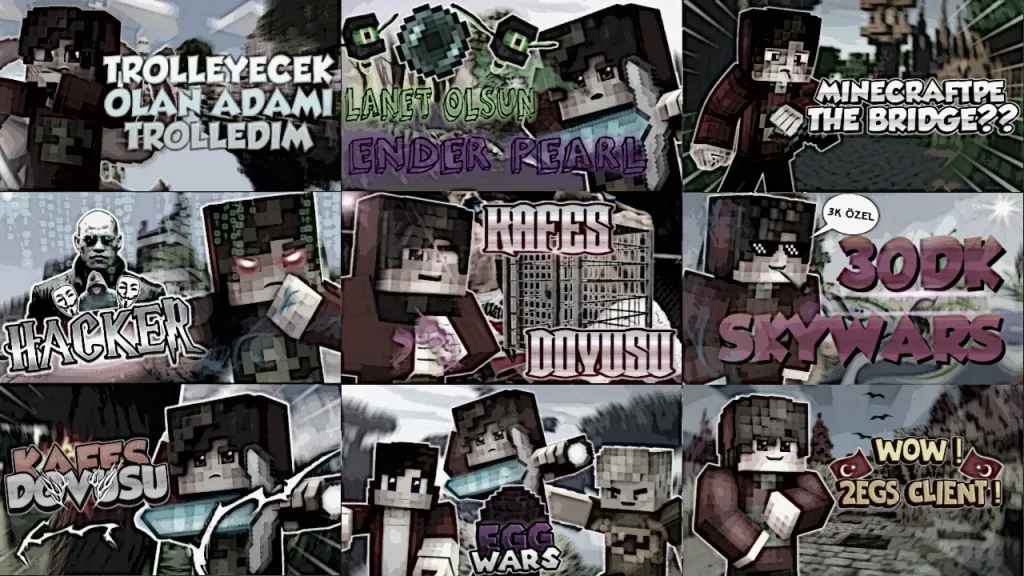 TROLLEYECEK
OLAN ADAMI
TROLLEDIM
LANET OLSUN
ENDER PEARL
MINECRAFTPE
THE BRIDGE??
HACKER
KAFES
DOVUSU
3K ÖZEL
30DK
SKYWARS
KAFES
DOVUSU
EGG
WARS
WOW !
2EGS CLIENT !